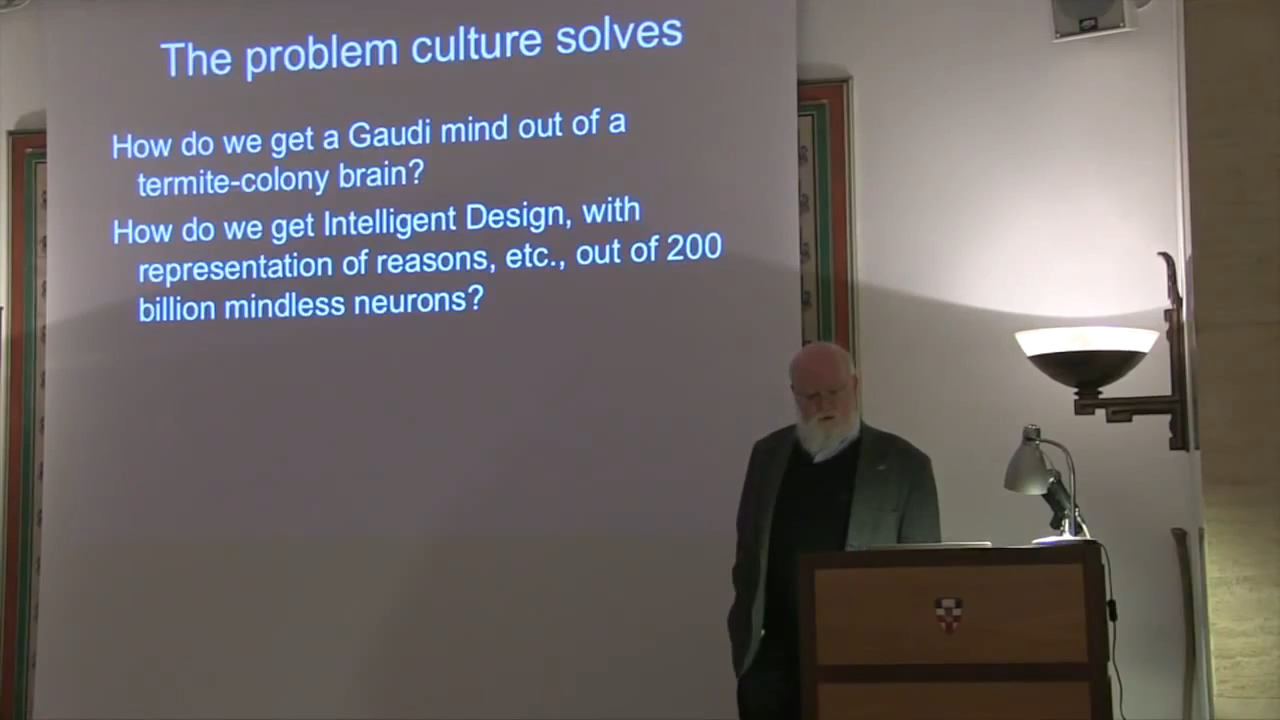 The problem culture solves
How do we get a Gaudi mind out of a
termite-colony brain?
How do we get Intelligent Design, with
representation of reasons, etc., out of 200
billion mindless neurons?